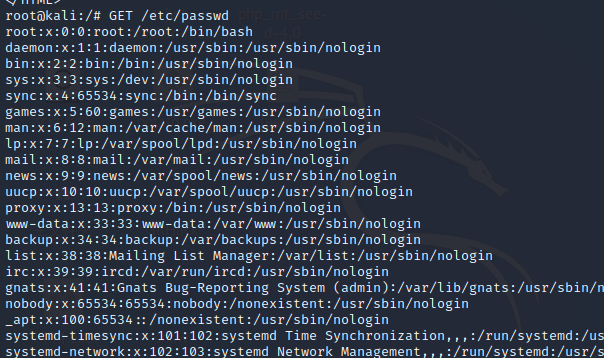 </HTML>
root@kali:/# GET /etc/passwd
root:x:0:0:root:/root:/bin/bash
daemon:x:1:1:daemon:/usr/sbin:/usr/sbin/nologin
bin:x:2:2:bin:/bin:/usr/sbin/nologin
sys:x:3:3:sys:/dev:/usr/sbin/nologin
sync:x:4:65534:sync:/bin:/bin/sync
games:x:5:60:games:/usr/games:/usr/sbin/nologin
man:x:6:12:man:/var/cache/man:/usr/sbin/nologin
lp:x:7:7:lp:/var/spool/lpd:/usr/sbin/nologin
mail:x:8:8:mail:/var/mail:/usr/sbin/nologin
news:x:9:9:news:/var/spool/news:/usr/sbin/nologin
uucp:x:10:10:uucp:/var/spool/uucp:/usr/sbin/nologin
proxy:x:13:13:proxy:/bin:/usr/sbin/nologin
www-data:x:33:33:www-data:/var/www:/usr/sbin/nologin
backup:x:34:34:backup:/var/backups:/usr/sbin/nologin
list:x:38:38:Mailing List Manager:/var/list:/usr/sbin/nologin
irc:x:39:39:ircd:/var/run/ircd:/usr/sbin/nologin
gnats:x:41:41:Gnats Bug-Reporting System (admin):/var/lib/gnats:/usr/sbin/n
nobody:x:65534:65534:nobody:/nonexistent:/usr/sbin/nologin
_apt:x:100:65534::/nonexistent:/usr/sbin/nologin
systemd-timesync:x:101:102:systemd Time Synchronization,,,:/run/systemd:/us
systemd-network:x:102:103:systemd Network Management,,,:/run/systemd:/usr/